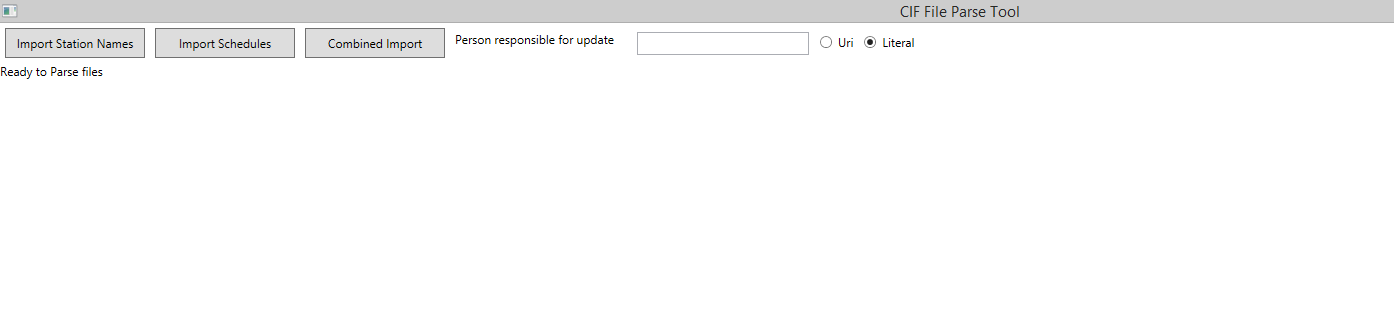 CIF File Parse Tool
Import Station Names Import Schedules Combined Import Person responsible for update Uri Literal
Ready to Parse files